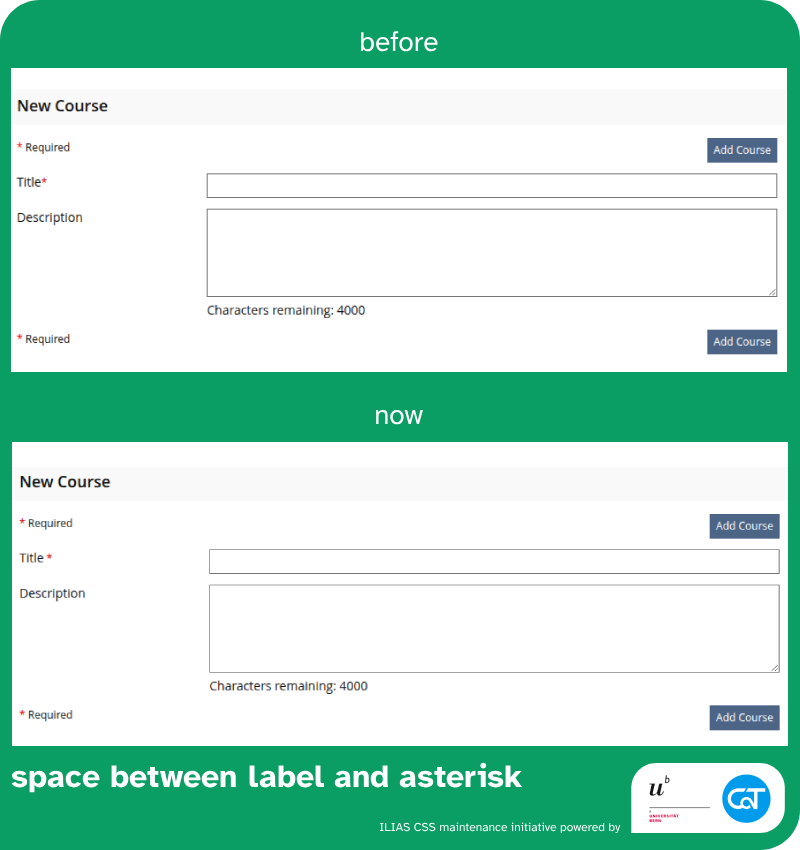 before
New Course
* Required
Add Course
Title*
Description
Characters remaining: 4000
* Required
Add Course
now
New Course
* Required
Add Course
Title *
Description
Characters remaining: 4000
* Required
Add Course
space between label and asterisk
ILIAS CSS maintenance initiative powered by
u b
UNIVERSITÄT
BERN
CaT